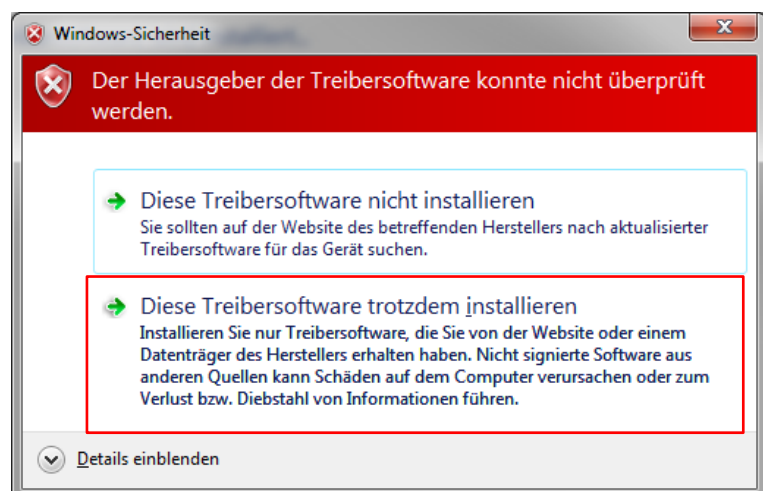 Windows-Sicherheit
Der Herausgeber der Treibersoftware konnte nicht überprüft
werden.
Diese Treibersoftware nicht installieren
Sie sollten auf der Website des betreffenden Herstellers nach aktualisierter
Treibersoftware für das Gerät suchen.
Diese Treibersoftware trotzdem installieren
Installieren Sie nur Treibersoftware, die Sie von der Website oder einem
Datenträger des Herstellers erhalten haben. Nicht signierte Software aus
anderen Quellen kann Schäden auf dem Computer verursachen oder zum
Verlust bzw. Diebstahl von Informationen führen.
Details einblenden